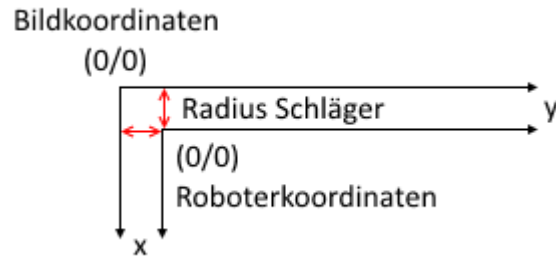 Bildkoordinaten
(0/0)
Radius Schläger
y
(0/0)
Roboterkoordinaten
x